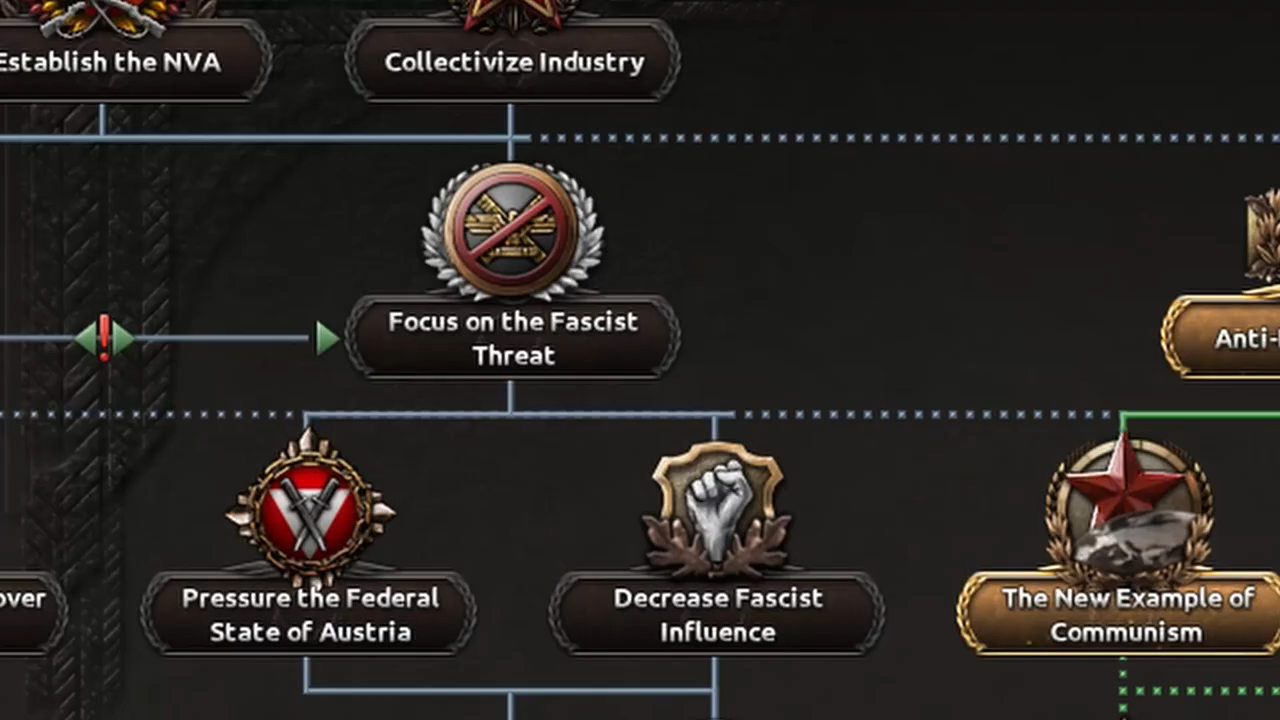 Establish the NVA
Collectivize Industry
Focus on the Fascist
Threat
Anti-
Pressure the Federal
State of Austria
Decrease Fascist
Influence
The New Example of
Communism